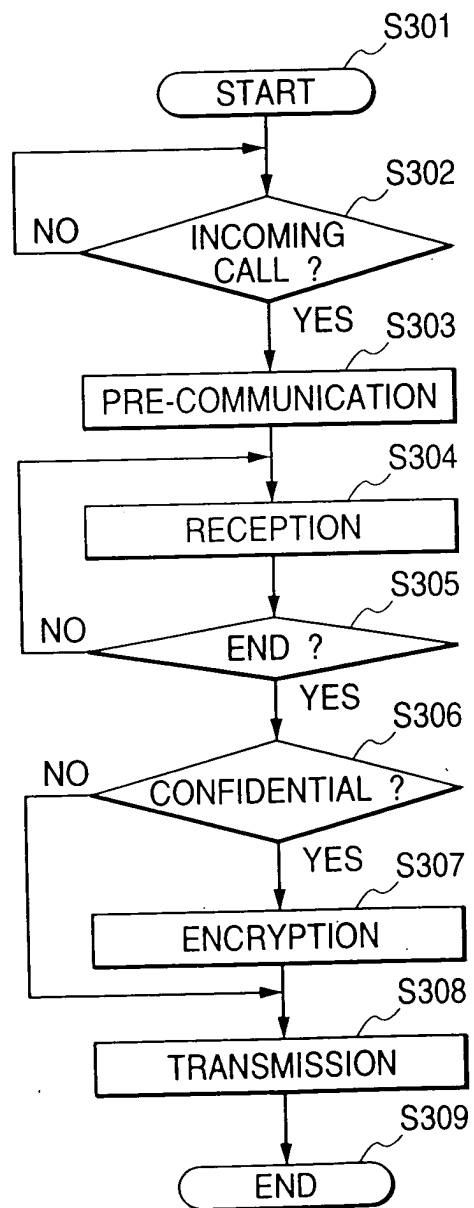 S301
START
S302
NO
INCOMING
CALL ?
YES
S303
PRE-COMMUNICATION
S304
RECEPTION
S305
NO
END ?
YES
S306
NO
CONFIDENTIAL ?
YES
S307
ENCRYPTION
S308
TRANSMISSION
S309
END